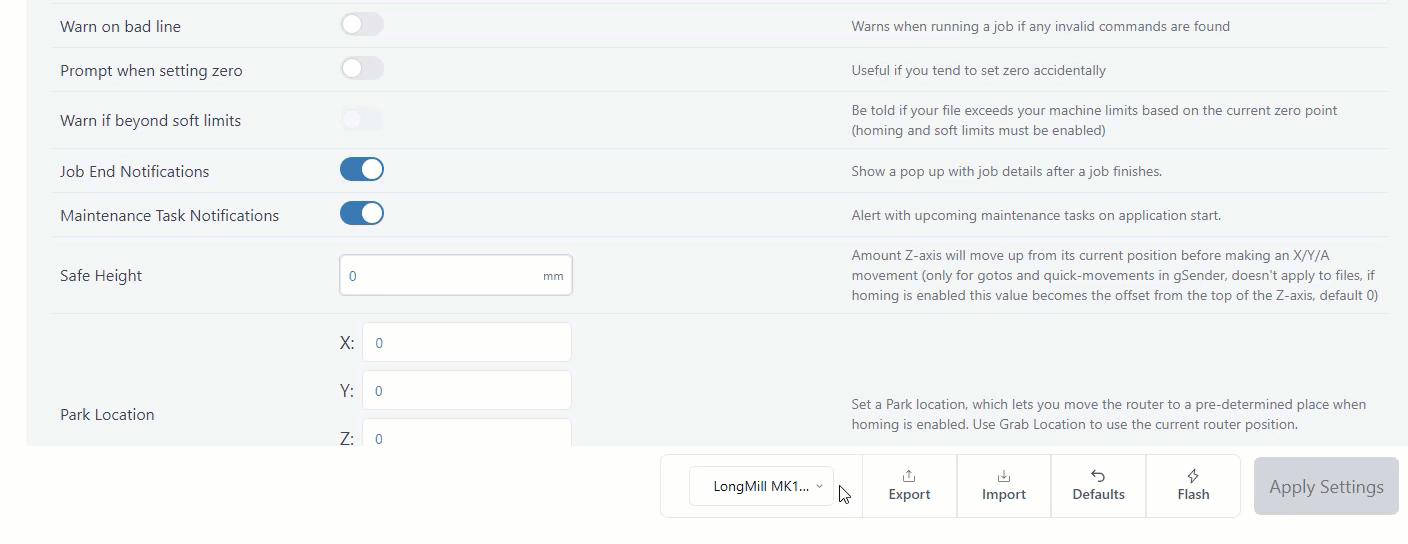 Warn on bad line
Warns when running a job if any invalid commands are found
Prompt when setting zero
Useful if you tend to set zero accidentally
Warn if beyond soft limits
Be told if your file exceeds your machine limits based on the current zero point
(homing and soft limits must be enabled)
Job End Notifications
Show a pop up with job details after a job finishes.
Maintenance Task Notifications
Alert with upcoming maintenance tasks on application start.
Safe Height
0 mm
Amount Z-axis will move up from its current position before making an X/Y/A
movement (only for gotos and quick-movements in gSender, doesn't apply to files, if
homing is enabled this value becomes the offset from the top of the Z-axis, default 0)
Park Location
X: 0
Y: 0
Z: 0
Set a Park location, which lets you move the router to a pre-determined place when
homing is enabled. Use Grab Location to use the current router position.
LongMill MK1...
Export
Import
Defaults
Flash
Apply Settings